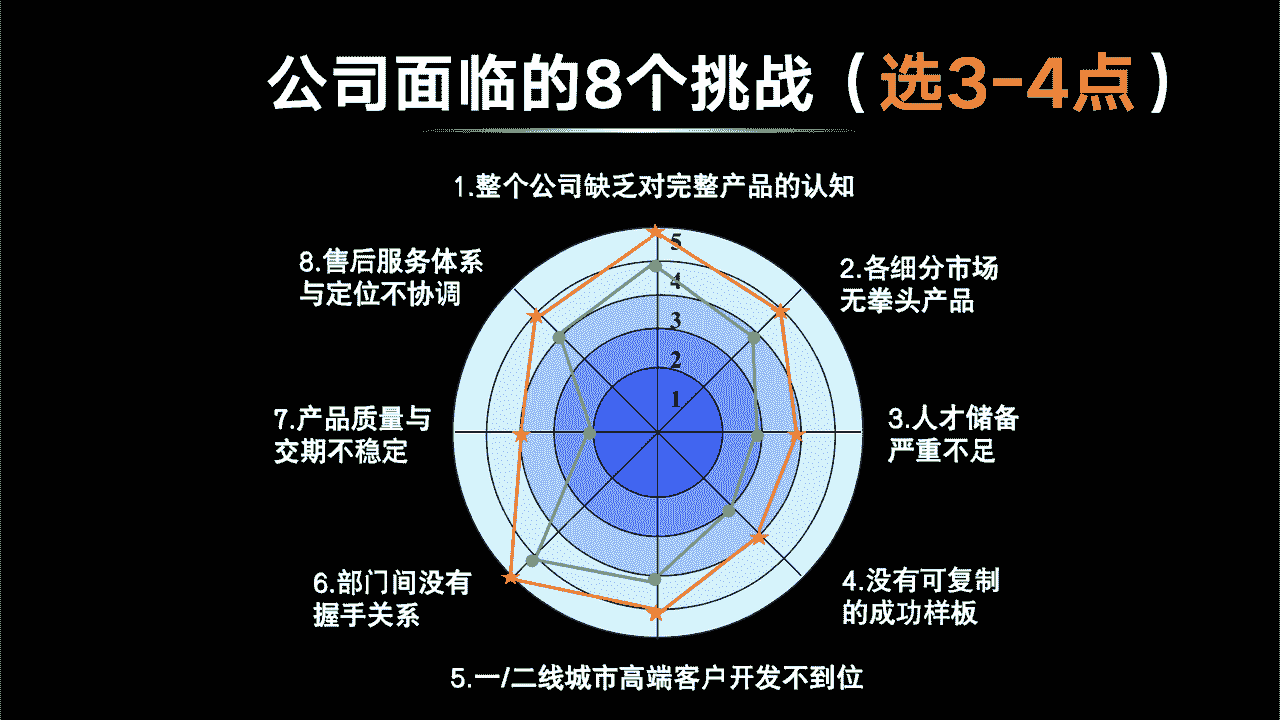 公司面临的8个挑战（选3-4点）
1.整个公司缺乏对完整产品的认知
8.售后服务体系
与定位不协调
2.各细分市场
无拳头产品
5
4
3
2
1
7.产品质量与
交期不稳定
3.人才储备
严重不足
6.部门间没有
握手关系
4.没有可复制
的成功样板
5.一/二线城市高端客户开发不到位